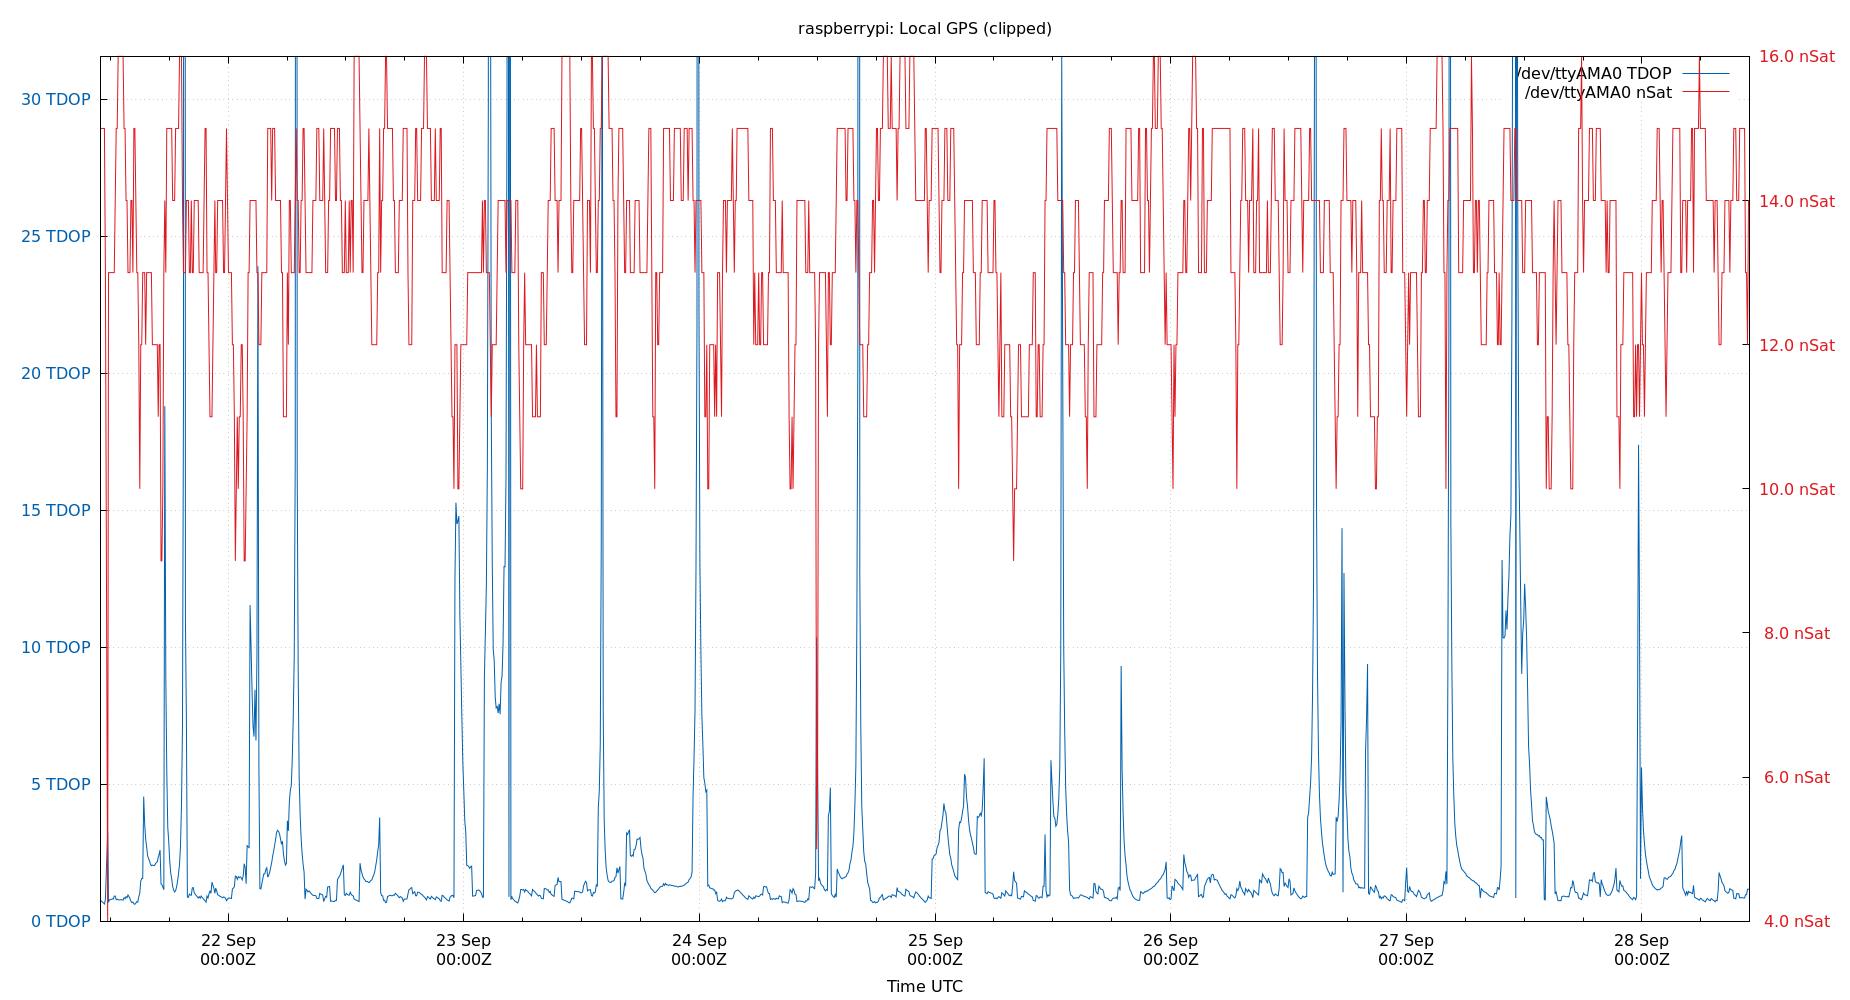 raspberrypi: Local GPS (clipped)
/dev/ttyAMA0 TDOP
/dev/ttyAMA0 nSat
30 TDOP
25 TDOP
20 TDOP
15 TDOP
10 TDOP
5 TDOP
0 TDOP
16.0 nSat
14.0 nSat
12.0 nSat
10.0 nSat
8.0 nSat
6.0 nSat
4.0 nSat
22 Sep
00:00Z
23 Sep
00:00Z
24 Sep
00:00Z
25 Sep
00:00Z
26 Sep
00:00Z
27 Sep
00:00Z
28 Sep
00:00Z
Time UTC